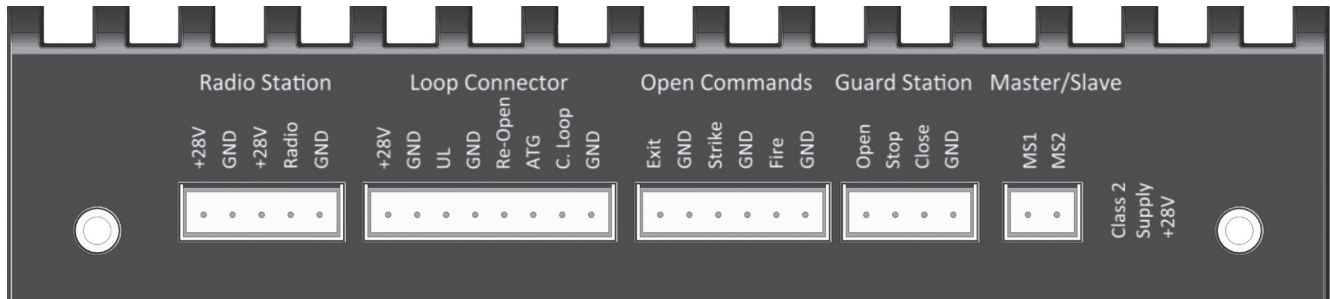 Radio Station
+28V
GND
+28V
Radio
GND
Loop Connector
+28V
GND
UL
GND
Re-Open
ATG
C. Loop
GND
Open Commands
Exit
GND
Strike
GND
Fire
GND
Guard Station
Open
Stop
Close
GND
Master/Slave
MS1
MS2
Class 2
Supply
+28V